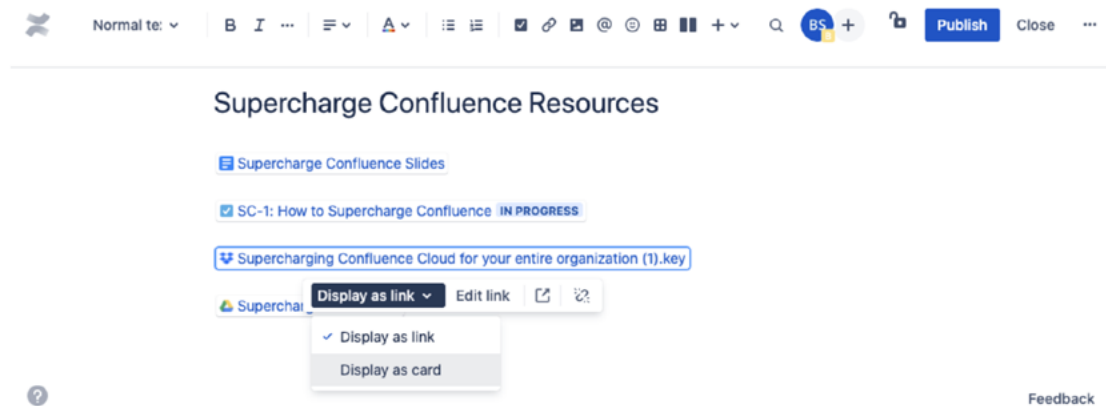 Normal te: B I ... A @ + BS + Publish Close ...
Supercharge Confluence Resources
Supercharge Confluence Slides
SC-1: How to Supercharge Confluence IN PROGRESS
Supercharging Confluence Cloud for your entire organization (1).key
Display as link Edit link
Display as link
Display as card
Feedback